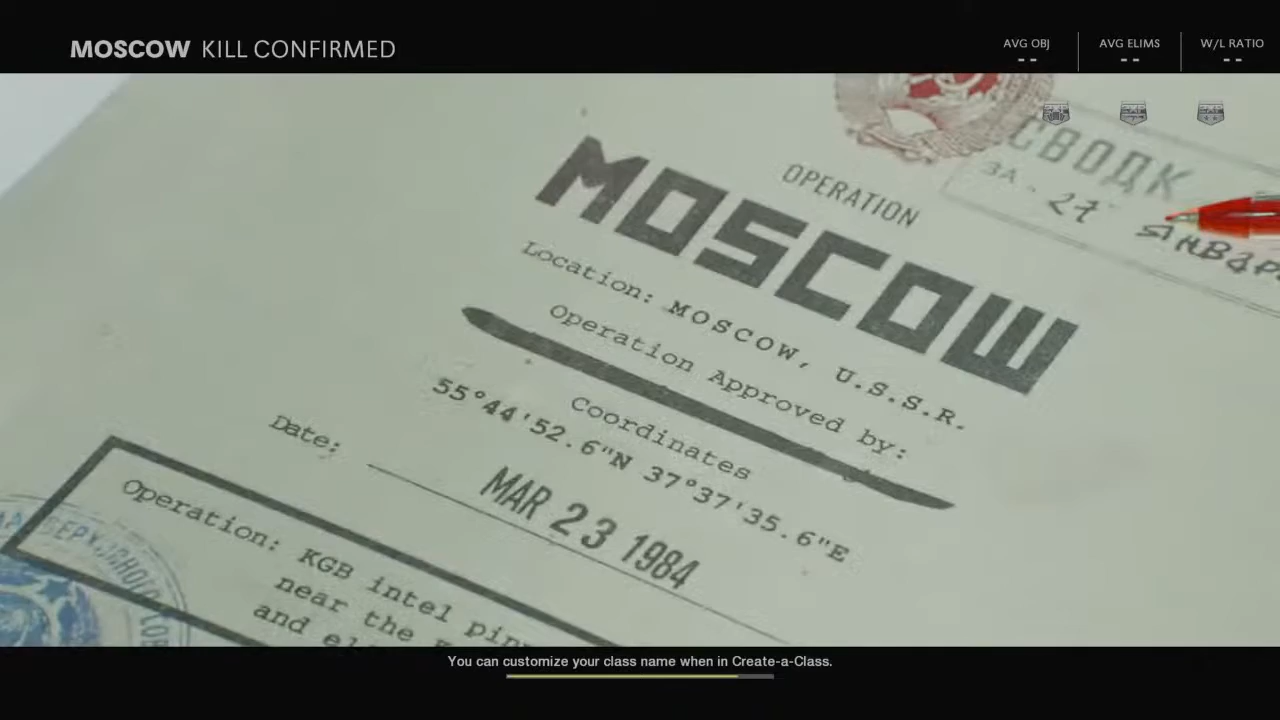 MOSCOW KILL CONFIRMED
AVG OBJ
--
AVG ELIMS
--
W/L RATIO
--
СВОДК
ЗА - 27 январ
OPERATION
MOSCOW
Location: MOSCOW, U.S.S.R.
Operation Approved by:
Coordinates
55°44'52.6"N 37°37'35.6"E
Date:
MAR 23 1984
Operation: KGB intel
near the
and
You can customize your class name when in Create-a-Class.